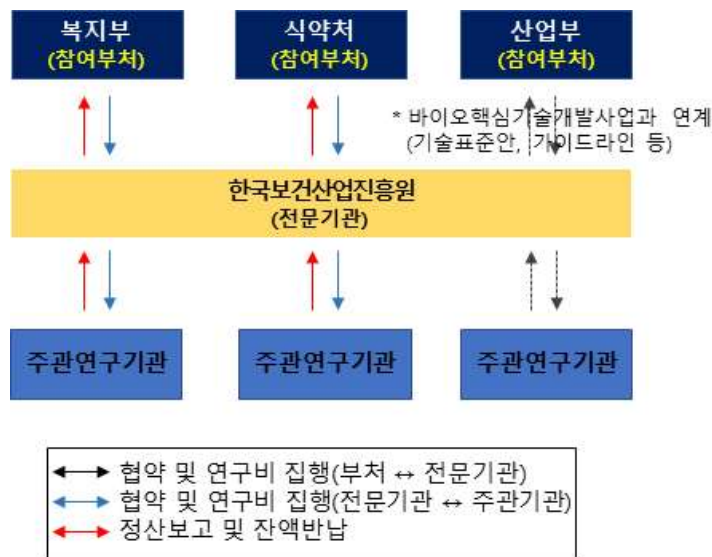 복지부
(참여부처)
식약처
(참여부처)
산업부
(참여부처)
* 바이오핵심기술개발사업과 연계
(기술표준안, 가이드라인 등)
한국보건산업진흥원
(전문기관)
주관연구기관
주관연구기관
주관연구기관
협약 및 연구비 집행(부처 ↔ 전문기관)
협약 및 연구비 집행(전문기관 ↔ 주관기관)
정산보고 및 잔액반납